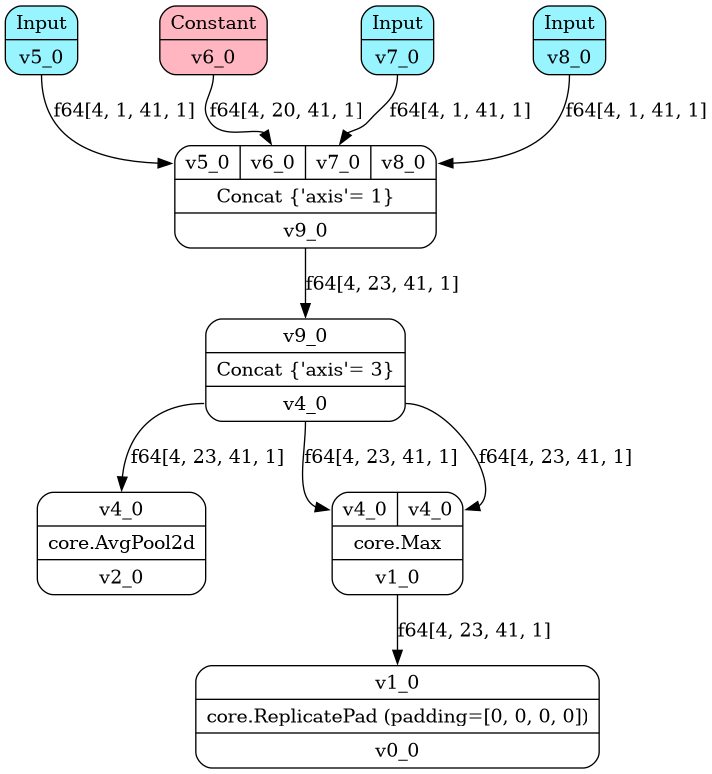 Input
v5_0
Constant
v6_0
Input
v7_0
Input
v8_0
f64[4, 1, 41, 1]
f64[4, 20, 41, 1]
f64[4, 1, 41, 1]
f64[4, 1, 41, 1]
v5_0 v6_0 v7_0 v8_0
Concat {'axis'= 1}
v9_0
f64[4, 23, 41, 1]
v9_0
Concat {'axis'= 3}
v4_0
f64[4, 23, 41, 1]
f64[4, 23, 41, 1]
f64[4, 23, 41, 1]
v4_0
core.AvgPool2d
v2_0
v4_0 v4_0
core.Max
v1_0
f64[4, 23, 41, 1]
v1_0
core.ReplicatePad (padding=[0, 0, 0, 0])
v0_0